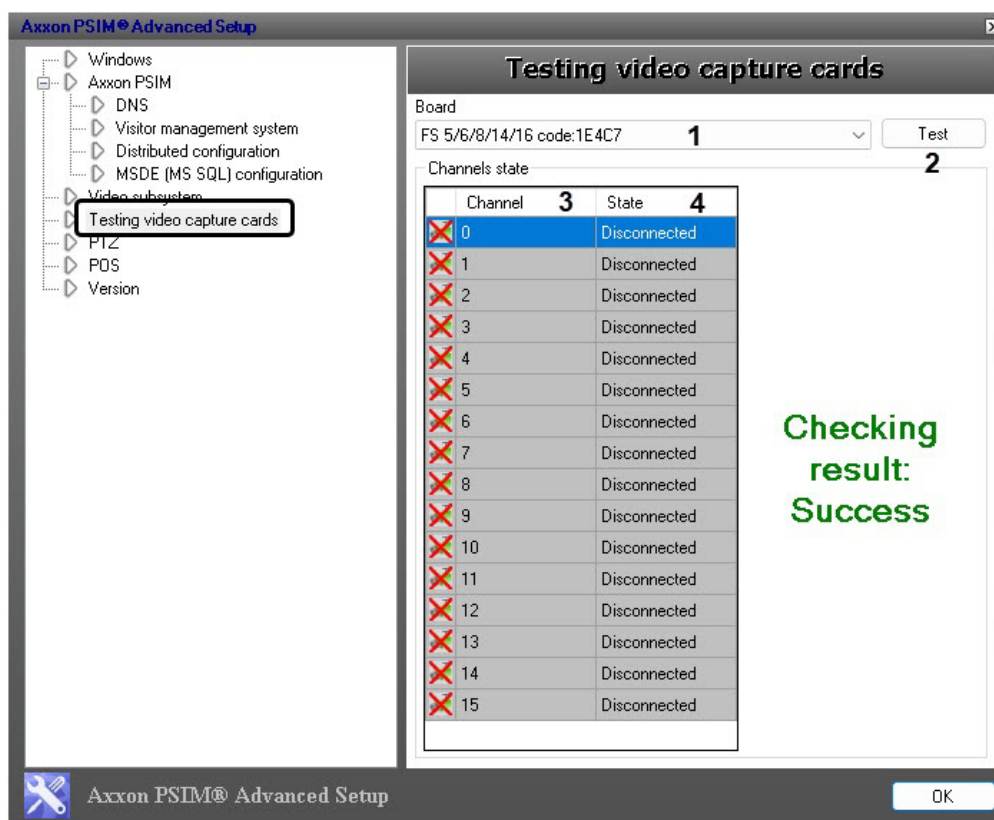 Axxon PSIM® Advanced Setup
Windows
Axxon PSIM
DNS
Visitor management system
Distributed configuration
MSDE (MS SQL) configuration
Video subsystem
Testing video capture cards
PTZ
POS
Version
Testing video capture cards
Board
FS 5/6/8/14/16 code:1E4C7 1 Test
2
Channels state
Channel 3 State 4
0 Disconnected
1 Disconnected
2 Disconnected
3 Disconnected
4 Disconnected
5 Disconnected
6 Disconnected
7 Disconnected
8 Disconnected
9 Disconnected
10 Disconnected
11 Disconnected
12 Disconnected
13 Disconnected
14 Disconnected
15 Disconnected
Checking
result:
Success
Axxon PSIM® Advanced Setup
OK